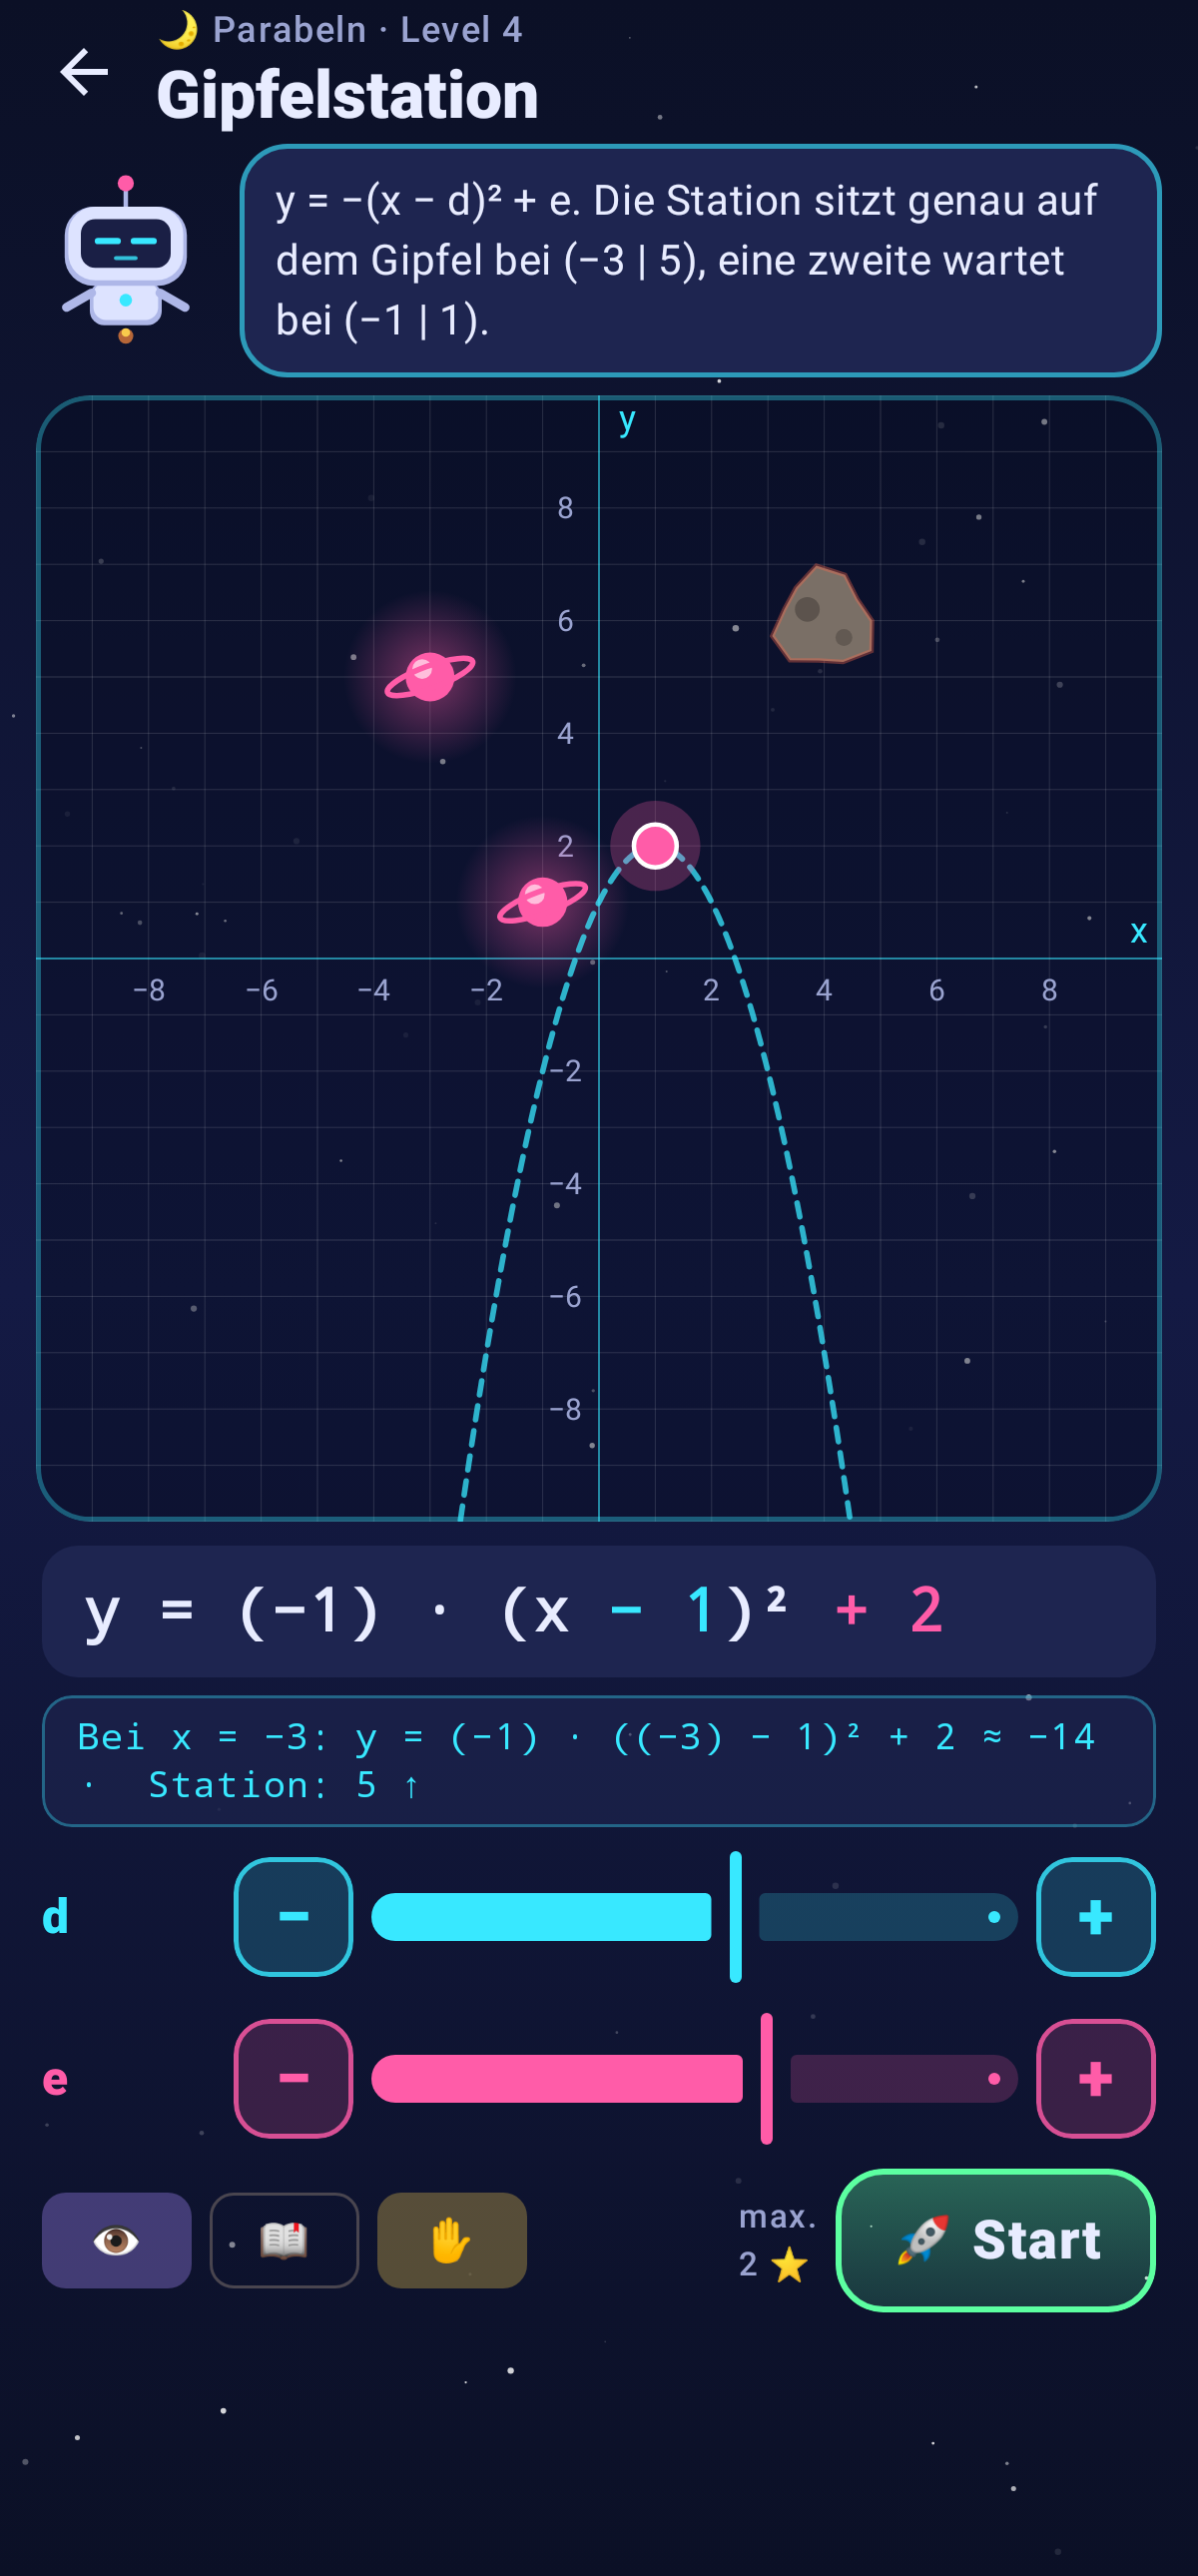 🌙 Parabeln · Level 4
Gipfelstation
y = −(x − d)² + e. Die Station sitzt genau auf
dem Gipfel bei (−3 | 5), eine zweite wartet
bei (−1 | 1).
y
8
6
4
2
x
−8 −6 −4 −2 2 4 6 8
−2
−4
−6
−8
y = (−1) · (x − 1)² + 2
Bei x = −3: y = (−1) · ((−3) − 1)² + 2 ≈ −14
· Station: 5 ↑
d − +
e − +
max.
2 ⭐
🚀 Start